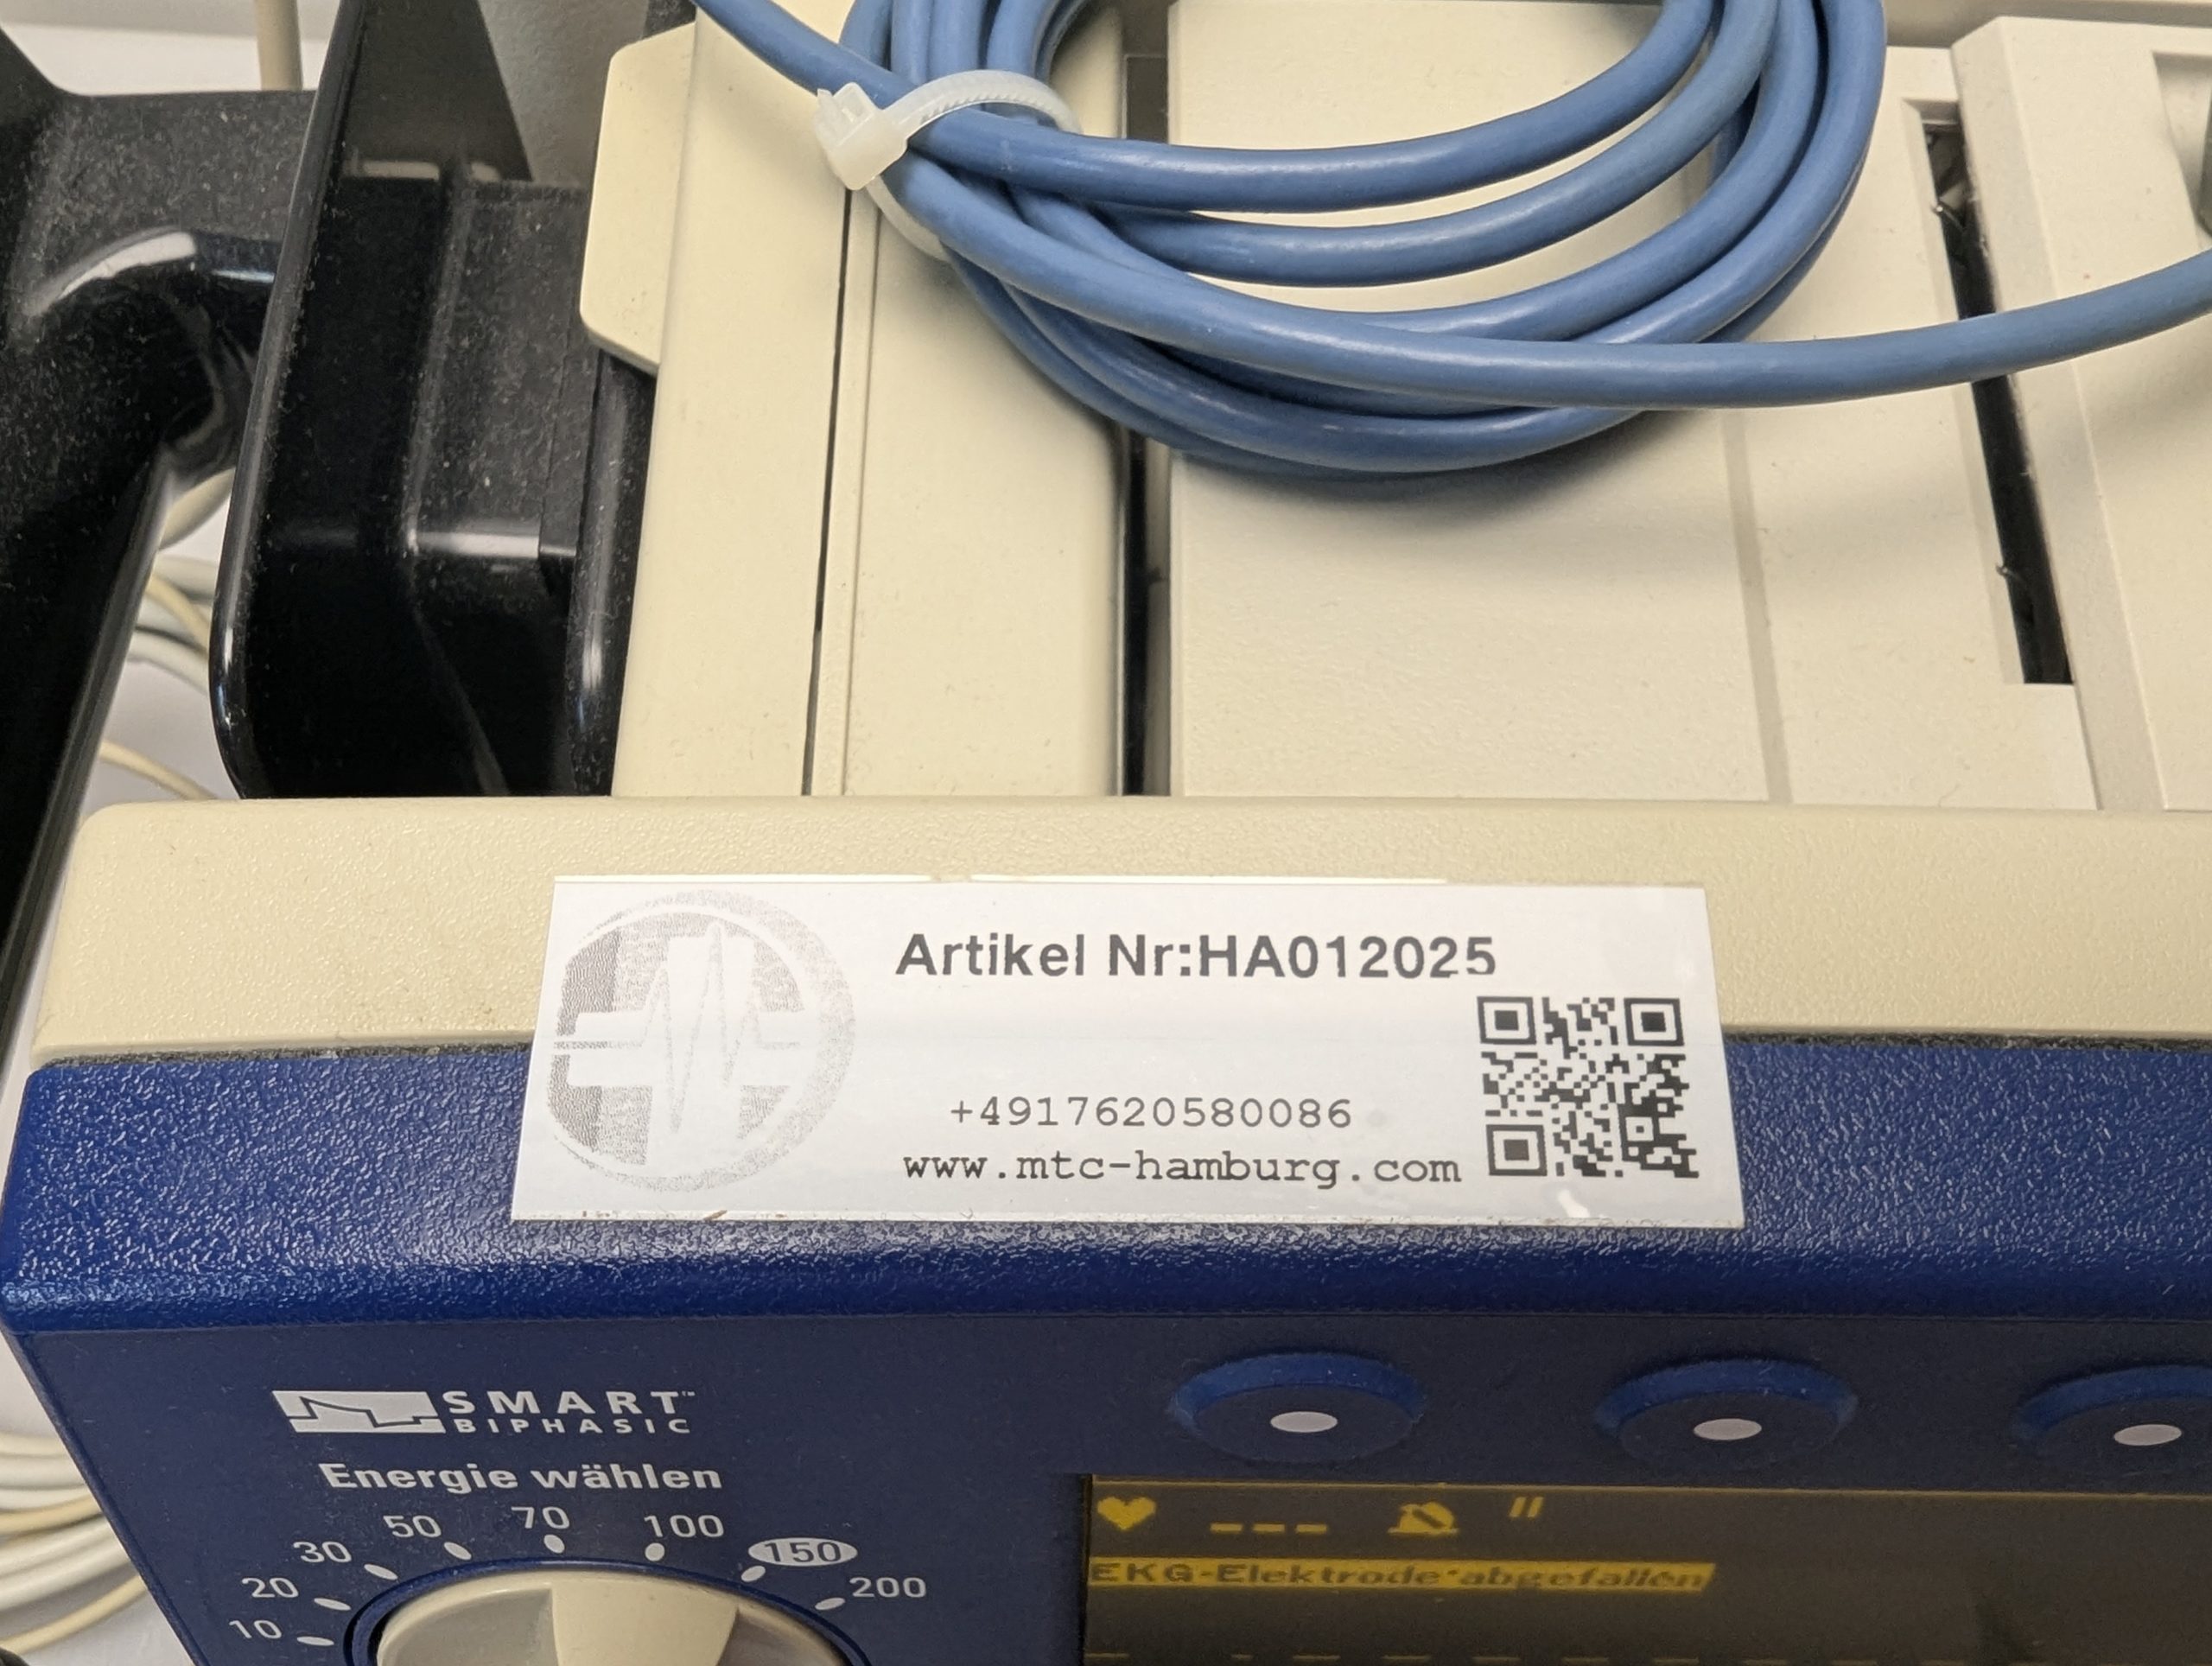 Artikel Nr:HA012025
+4917620580086
www.mtc-hamburg.com
SMART™
BIPHASIC
Energie wählen
10 20 30 50 70 100 150 200
--- "
EKG-Elektrode abgefallen